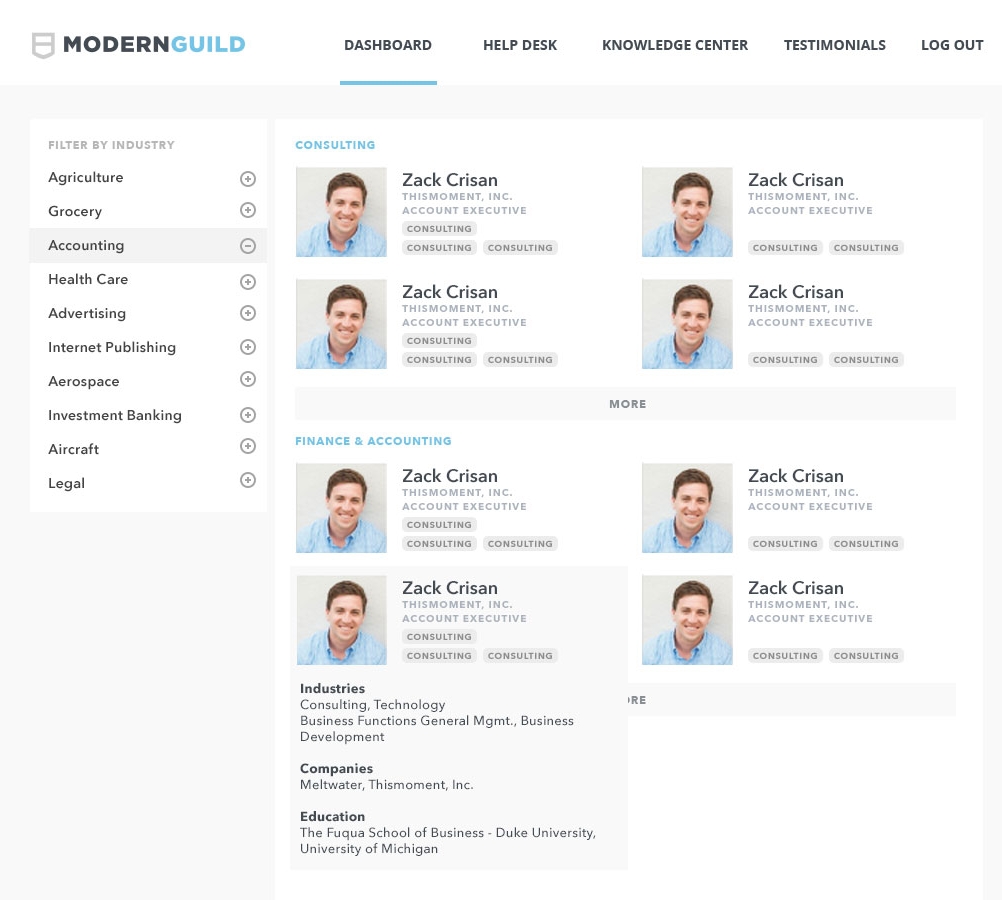 MODERNGUILD
DASHBOARD
HELP DESK
KNOWLEDGE CENTER
TESTIMONIALS
LOG OUT
FILTER BY INDUSTRY
Agriculture
Grocery
Accounting
Health Care
Advertising
Internet Publishing
Aerospace
Investment Banking
Aircraft
Legal
CONSULTING
Zack Crisan
THISMOMENT, INC.
ACCOUNT EXECUTIVE
CONSULTING
CONSULTING CONSULTING
Zack Crisan
THISMOMENT, INC.
ACCOUNT EXECUTIVE
CONSULTING CONSULTING
Zack Crisan
THISMOMENT, INC.
ACCOUNT EXECUTIVE
CONSULTING
CONSULTING CONSULTING
Zack Crisan
THISMOMENT, INC.
ACCOUNT EXECUTIVE
CONSULTING CONSULTING
MORE
FINANCE & ACCOUNTING
Zack Crisan
THISMOMENT, INC.
ACCOUNT EXECUTIVE
CONSULTING
CONSULTING CONSULTING
Zack Crisan
THISMOMENT, INC.
ACCOUNT EXECUTIVE
CONSULTING CONSULTING
Zack Crisan
THISMOMENT, INC.
ACCOUNT EXECUTIVE
CONSULTING
CONSULTING CONSULTING
Industries
Consulting, Technology
Business Functions General Mgmt., Business
Development
Companies
Meltwater, Thismoment, Inc.
Education
The Fuqua School of Business - Duke University,
University of Michigan
Zack Crisan
THISMOMENT, INC.
ACCOUNT EXECUTIVE
CONSULTING CONSULTING